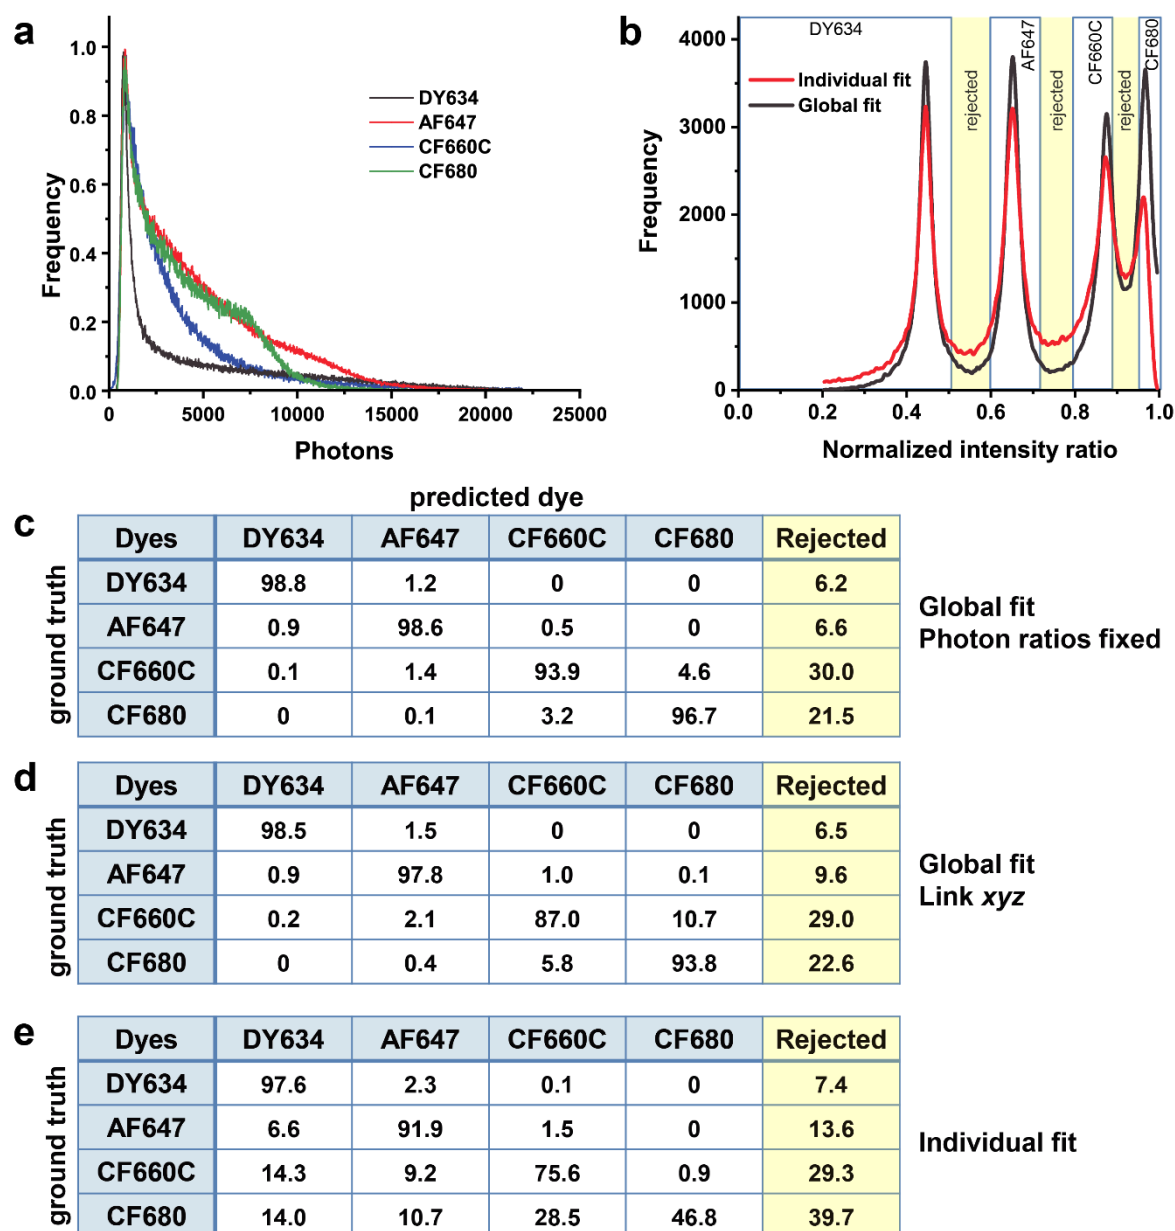 a
1.0
0.8
0.6
0.4
0.2
0.0
Frequency
DY634
AF647
CF660C
CF680
0 5000 10000 15000 20000 25000
Photons
b
4000
3000
2000
1000
0
Frequency
DY634
rejected
AF647
rejected
CF660C
rejected
CF680
Individual fit
Global fit
0.0 0.2 0.4 0.6 0.8 1.0
Normalized intensity ratio
predicted dye
c
ground truth
Dyes DY634 AF647 CF660C CF680 Rejected
DY634 98.8 1.2 0 0 6.2
AF647 0.9 98.6 0.5 0 6.6
CF660C 0.1 1.4 93.9 4.6 30.0
CF680 0 0.1 3.2 96.7 21.5
Global fit
Photon ratios fixed
d
ground truth
Dyes DY634 AF647 CF660C CF680 Rejected
DY634 98.5 1.5 0 0 6.5
AF647 0.9 97.8 1.0 0.1 9.6
CF660C 0.2 2.1 87.0 10.7 29.0
CF680 0 0.4 5.8 93.8 22.6
Global fit
Link xyz
e
ground truth
Dyes DY634 AF647 CF660C CF680 Rejected
DY634 97.6 2.3 0.1 0 7.4
AF647 6.6 91.9 1.5 0 13.6
CF660C 14.3 9.2 75.6 0.9 29.3
CF680 14.0 10.7 28.5 46.8 39.7
Individual fit